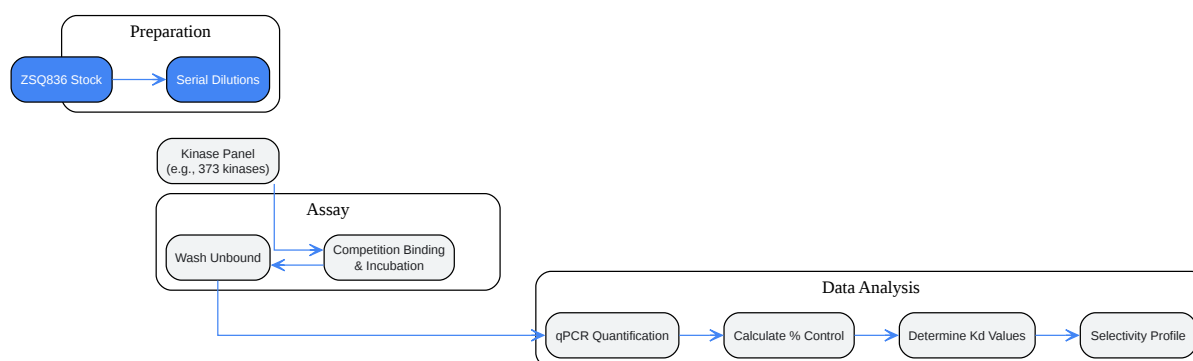 Preparation
ZSQ836 Stock
Serial Dilutions
Kinase Panel
(e.g., 373 kinases)
Assay
Wash Unbound
Competition Binding
& Incubation
Data Analysis
qPCR Quantification
Calculate % Control
Determine Kd Values
Selectivity Profile